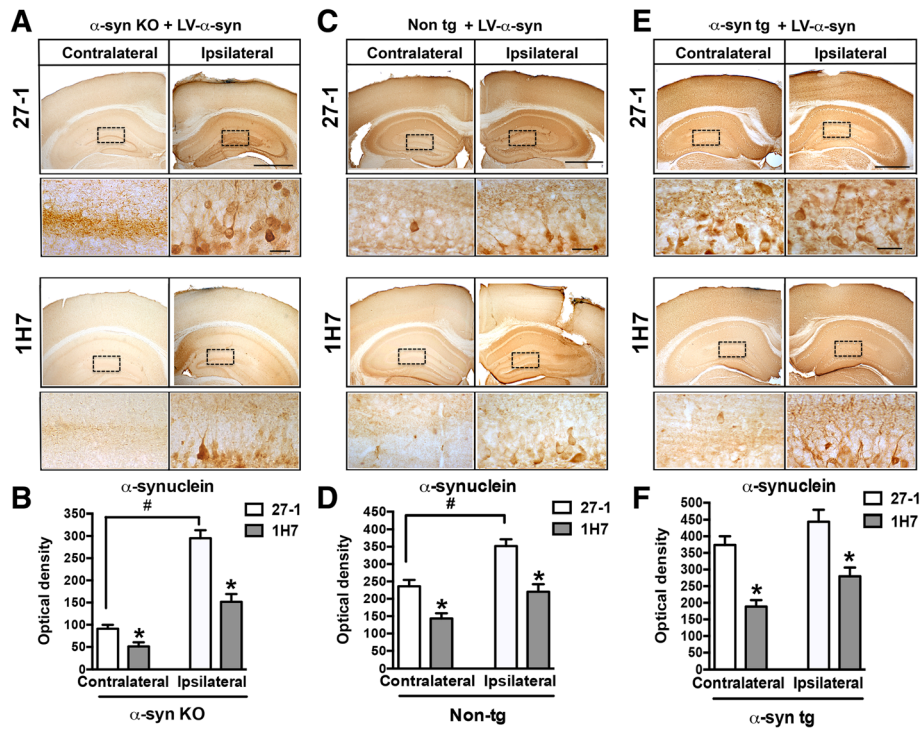 A
α-syn KO + LV-α-syn
Contralateral Ipsilateral
27-1
1H7
B
α-synuclein
#
27-1
1H7
Optical density
350
300
250
200
150
100
50
0
*
*
Contralateral Ipsilateral
α-syn KO
C
Non tg + LV-α-syn
Contralateral Ipsilateral
27-1
1H7
D
α-synuclein
#
27-1
1H7
Optical density
450
400
350
300
250
200
150
100
50
0
*
*
Contralateral Ipsilateral
Non-tg
E
α-syn tg + LV-α-syn
Contralateral Ipsilateral
27-1
1H7
F
α-synuclein
27-1
1H7
Optical density
500
450
400
350
300
250
200
150
100
50
0
*
*
Contralateral Ipsilateral
α-syn tg